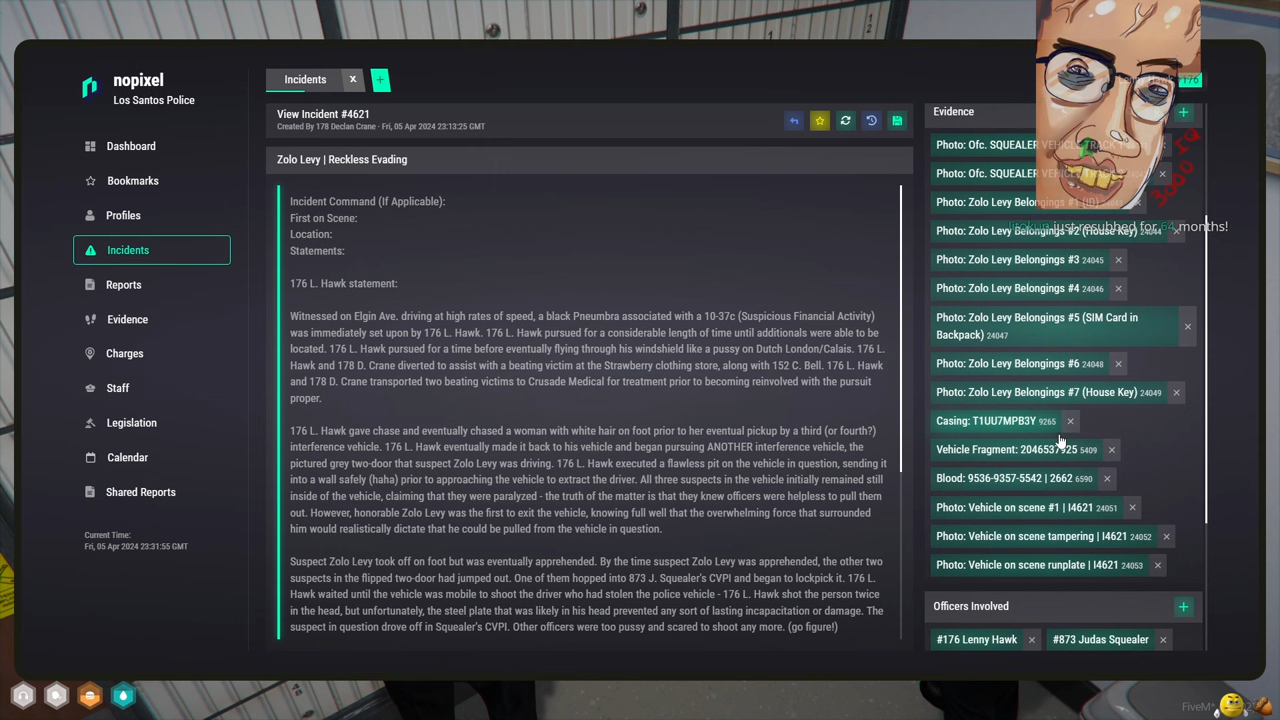 nopixel
Los Santos Police
Dashboard
Bookmarks
Profiles
Incidents
Reports
Evidence
Charges
Staff
Legislation
Calendar
Shared Reports
Current Time:
Fri, 05 Apr 2024 23:31:55 GMT
Incidents x +
View Incident #4621
Created By 178 Declan Crane · Fri, 05 Apr 2024 23:13:25 GMT
Zolo Levy | Reckless Evading
Incident Command (If Applicable):
First on Scene:
Location:
Statements:
176 L. Hawk statement:
Witnessed on Elgin Ave. driving at high rates of speed, a black Pneumbra associated with a 10-37c (Suspicious Financial Activity)
was immediately set upon by 176 L. Hawk. 176 L. Hawk pursued for a considerable length of time until additionals were able to be
located. 176 L. Hawk pursued for a time before eventually flying through his windshield like a pussy on Dutch London/Calais. 176 L.
Hawk and 178 D. Crane diverted to assist with a beating victim at the Strawberry clothing store, along with 152 C. Bell. 176 L. Hawk
and 178 D. Crane transported two beating victims to Crusade Medical for treatment prior to becoming reinvolved with the pursuit
proper.
176 L. Hawk gave chase and eventually chased a woman with white hair on foot prior to her eventual pickup by a third (or fourth?)
interference vehicle. 176 L. Hawk eventually made it back to his vehicle and began pursuing ANOTHER interference vehicle, the
pictured grey two-door that suspect Zolo Levy was driving. 176 L. Hawk executed a flawless pit on the vehicle in question, sending it
into a wall safely (haha) prior to approaching the vehicle to extract the driver. All three suspects in the vehicle initially remained still
inside of the vehicle, claiming that they were paralyzed - the truth of the matter is that they knew officers were helpless to pull them
out. However, honorable Zolo Levy was the first to exit the vehicle, knowing full well that the overwhelming force that surrounded
him would realistically dictate that he could be pulled from the vehicle in question.
Suspect Zolo Levy took off on foot but was eventually apprehended. By the time suspect Zolo Levy was apprehended, the other two
suspects in the flipped two-door had jumped out. One of them hopped into 873 J. Squealer's CVPI and began to lockpick it. 176 L.
Hawk waited until the vehicle was mobile to shoot the driver who had stolen the police vehicle - 176 L. Hawk shot the person twice
in the head, but unfortunately, the steel plate that was likely in his head prevented any sort of lasting incapacitation or damage. The
suspect in question drove off in Squealer's CVPI. Other officers were too pussy and scared to shoot any more. (go figure!)
176
Evidence
Photo: Ofc. SQUEALER VEHICLE TRACK
Photo: Ofc. SQUEALER VEHICLE TRACK
Photo: Zolo Levy Belongings #1 (ID)
Photo: Zolo Levy Belongings #2 (House Key) 24044
just resubbed for 64 months!
Photo: Zolo Levy Belongings #3 24045
Photo: Zolo Levy Belongings #4 24046
Photo: Zolo Levy Belongings #5 (SIM Card in
Backpack) 24047
Photo: Zolo Levy Belongings #6 24048
Photo: Zolo Levy Belongings #7 (House Key) 24049
Casing: T1UU7MPB3Y 9265
Vehicle Fragment: 2046537925 5409
Blood: 9536-9357-5542 | 2662 6590
Photo: Vehicle on scene #1 | I4621 24051
Photo: Vehicle on scene tampering | I4621 24052
Photo: Vehicle on scene runplate | I4621 24053
Officers Involved
#176 Lenny Hawk
#873 Judas Squealer
3000 IQ
FiveM